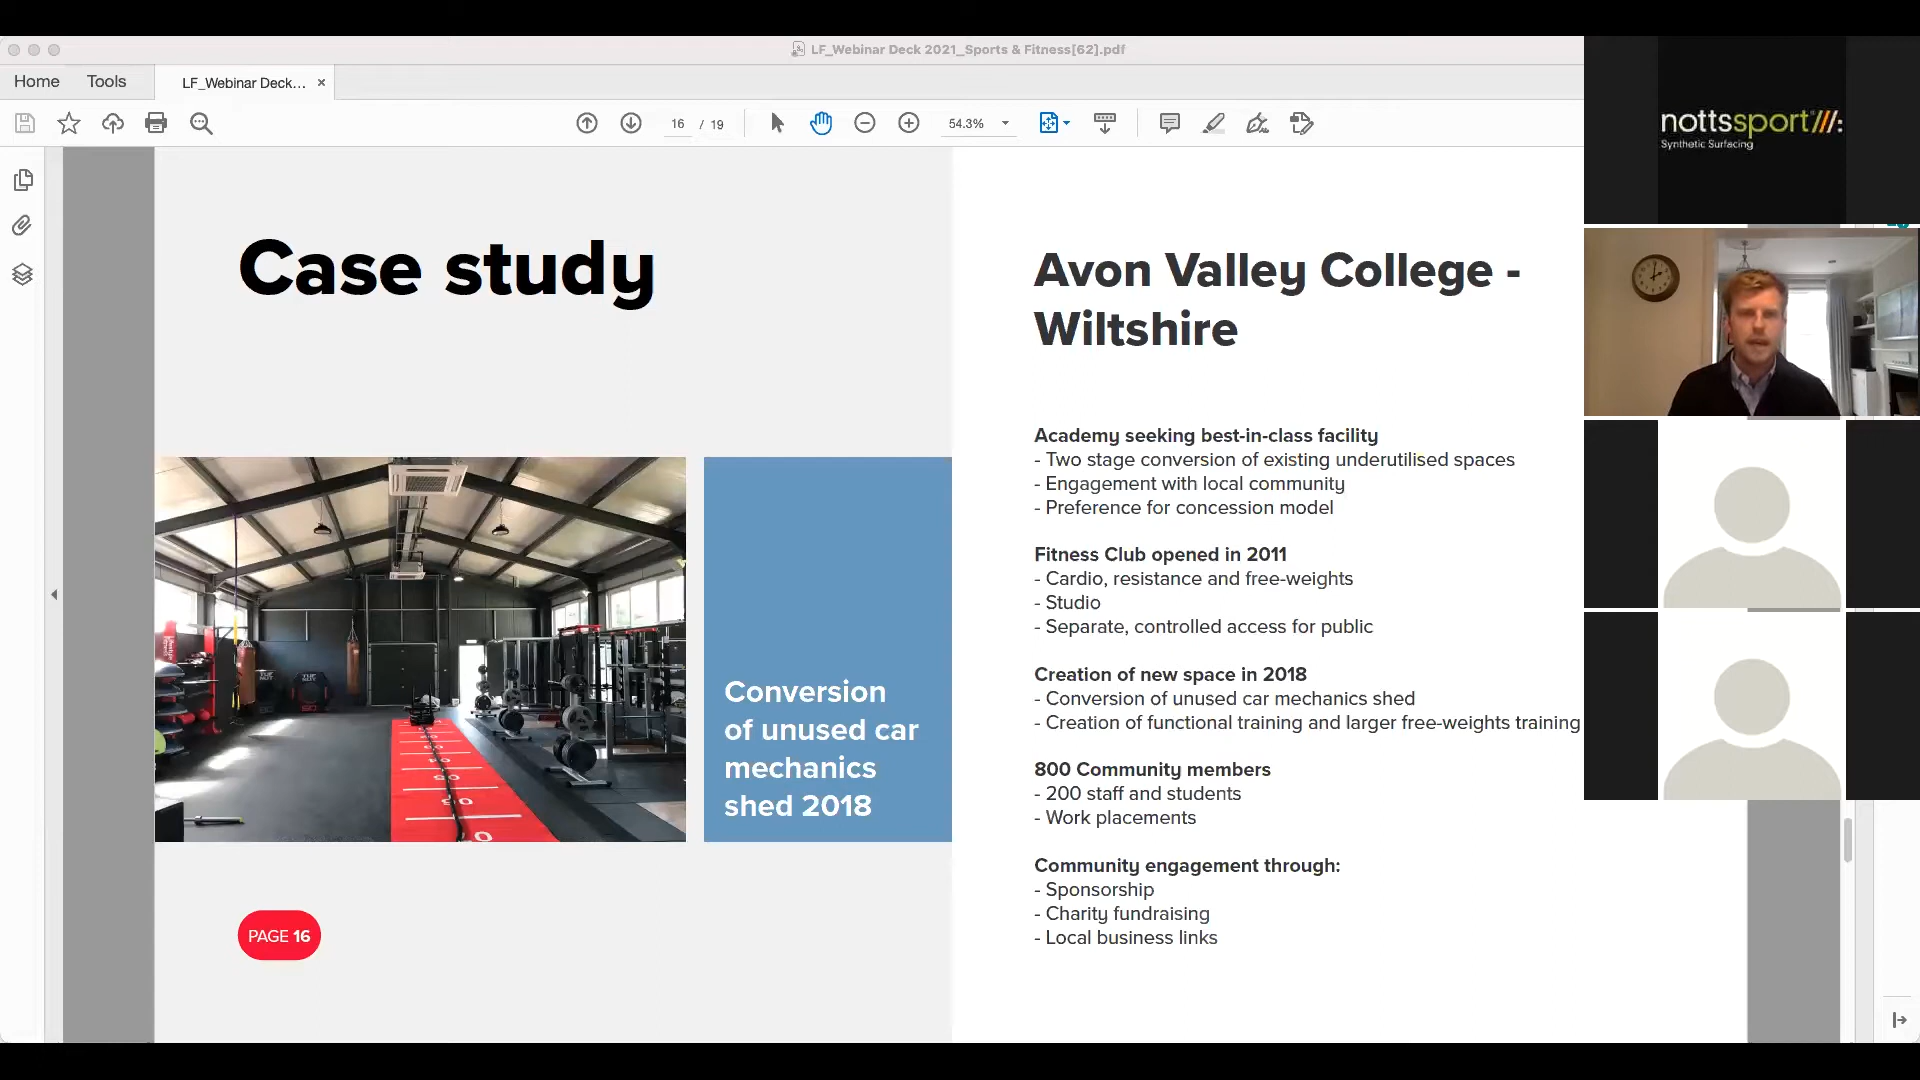 LF_Webinar Deck 2021_Sports & Fitness[62].pdf
Home
Tools
LF_Webinar Deck... ×
16 / 19
54.3%
Case study
Conversion
of unused car
mechanics
shed 2018
PAGE 16
Avon Valley College -
Wiltshire
Academy seeking best-in-class facility
- Two stage conversion of existing underutilised spaces
- Engagement with local community
- Preference for concession model
Fitness Club opened in 2011
- Cardio, resistance and free-weights
- Studio
- Separate, controlled access for public
Creation of new space in 2018
- Conversion of unused car mechanics shed
- Creation of functional training and larger free-weights training
800 Community members
- 200 staff and students
- Work placements
Community engagement through:
- Sponsorship
- Charity fundraising
- Local business links
nottssport
Synthetic Surfacing